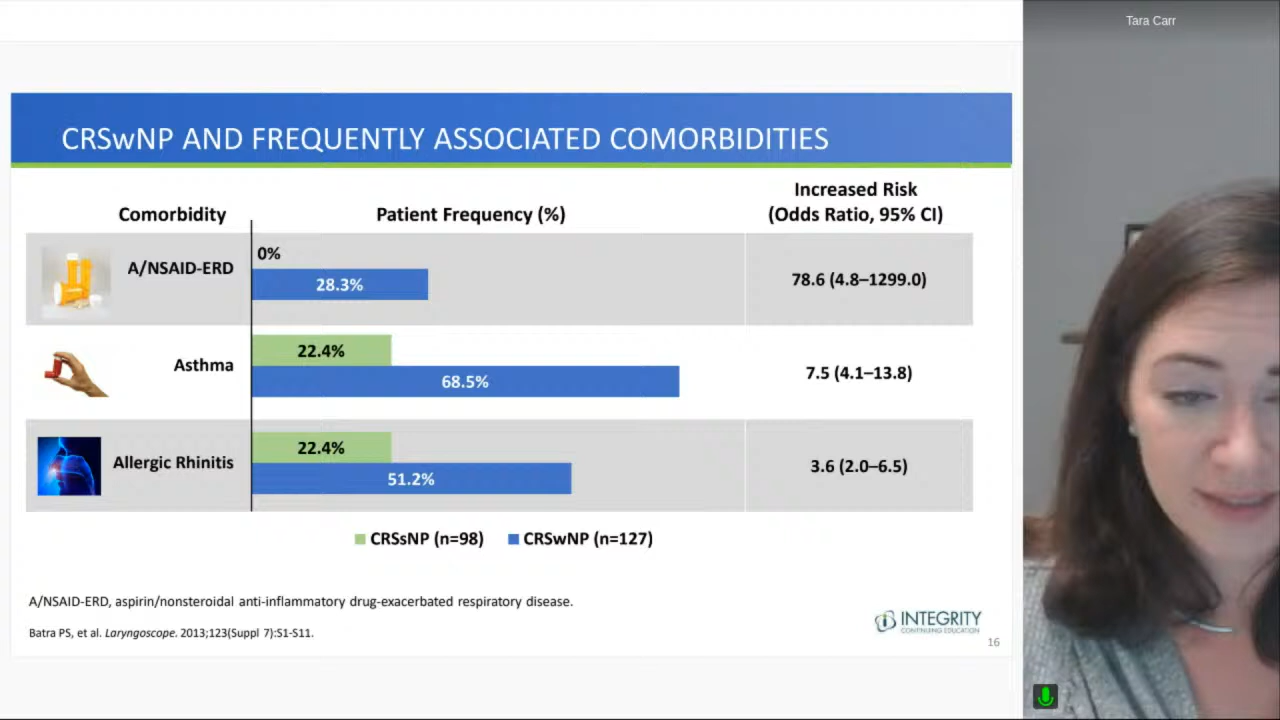 Tara Carr
CRSwNP AND FREQUENTLY ASSOCIATED COMORBIDITIES
Comorbidity
Patient Frequency (%)
Increased Risk
(Odds Ratio, 95% CI)
A/NSAID-ERD
0%
28.3%
78.6 (4.8–1299.0)
Asthma
22.4%
68.5%
7.5 (4.1–13.8)
Allergic Rhinitis
22.4%
51.2%
3.6 (2.0–6.5)
CRSsNP (n=98)
CRSwNP (n=127)
A/NSAID-ERD, aspirin/nonsteroidal anti-inflammatory drug-exacerbated respiratory disease.
Batra PS, et al. Laryngoscope. 2013;123(Suppl 7):S1-S11.
INTEGRITY
CONTINUING EDUCATION
16